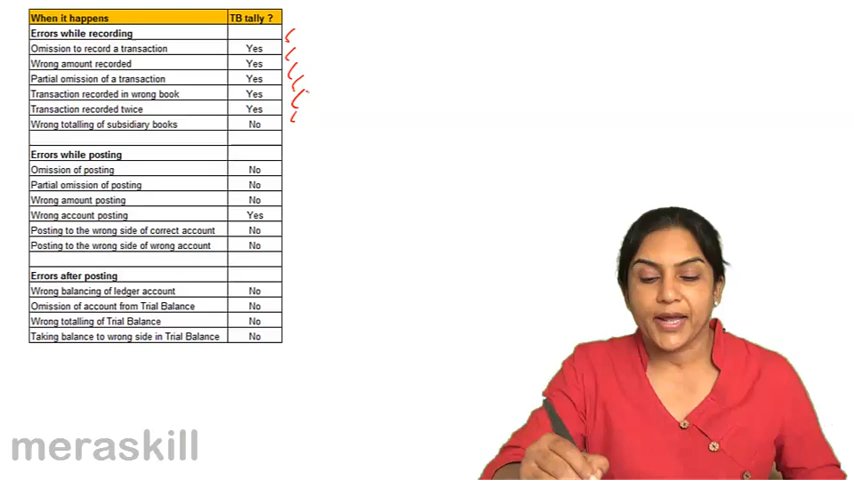 When it happens TB tally ?
Errors while recording
Omission to record a transaction Yes
Wrong amount recorded Yes
Partial omission of a transaction Yes
Transaction recorded in wrong book Yes
Transaction recorded twice Yes
Wrong totalling of subsidiary books No
Errors while posting
Omission of posting No
Partial omission of posting No
Wrong amount posting No
Wrong account posting Yes
Posting to the wrong side of correct account No
Posting to the wrong side of wrong account No
Errors after posting
Wrong balancing of ledger account No
Omission of account from Trial Balance No
Wrong totalling of Trial Balance No
Taking balance to wrong side in Trial Balance No
meraskill